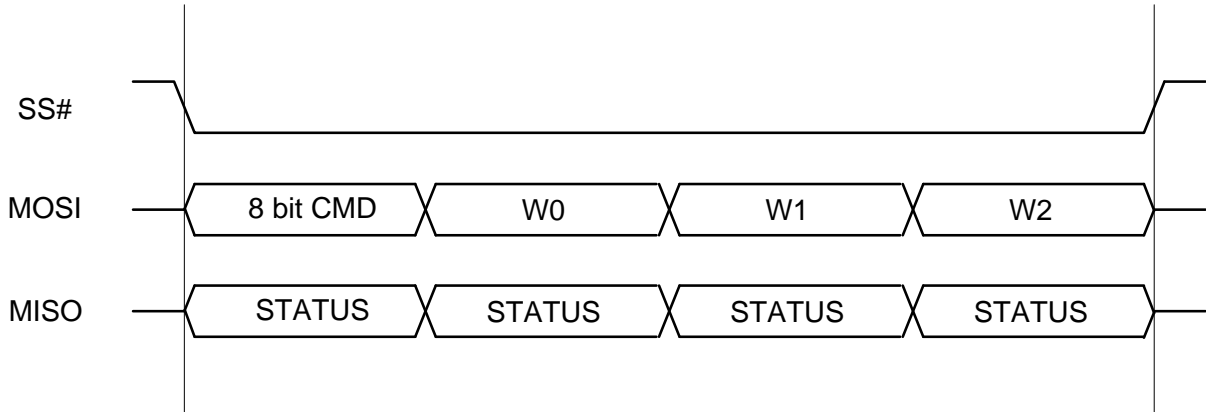 SS#
MOSI 8 bit CMD W0 W1 W2
MISO STATUS STATUS STATUS STATUS